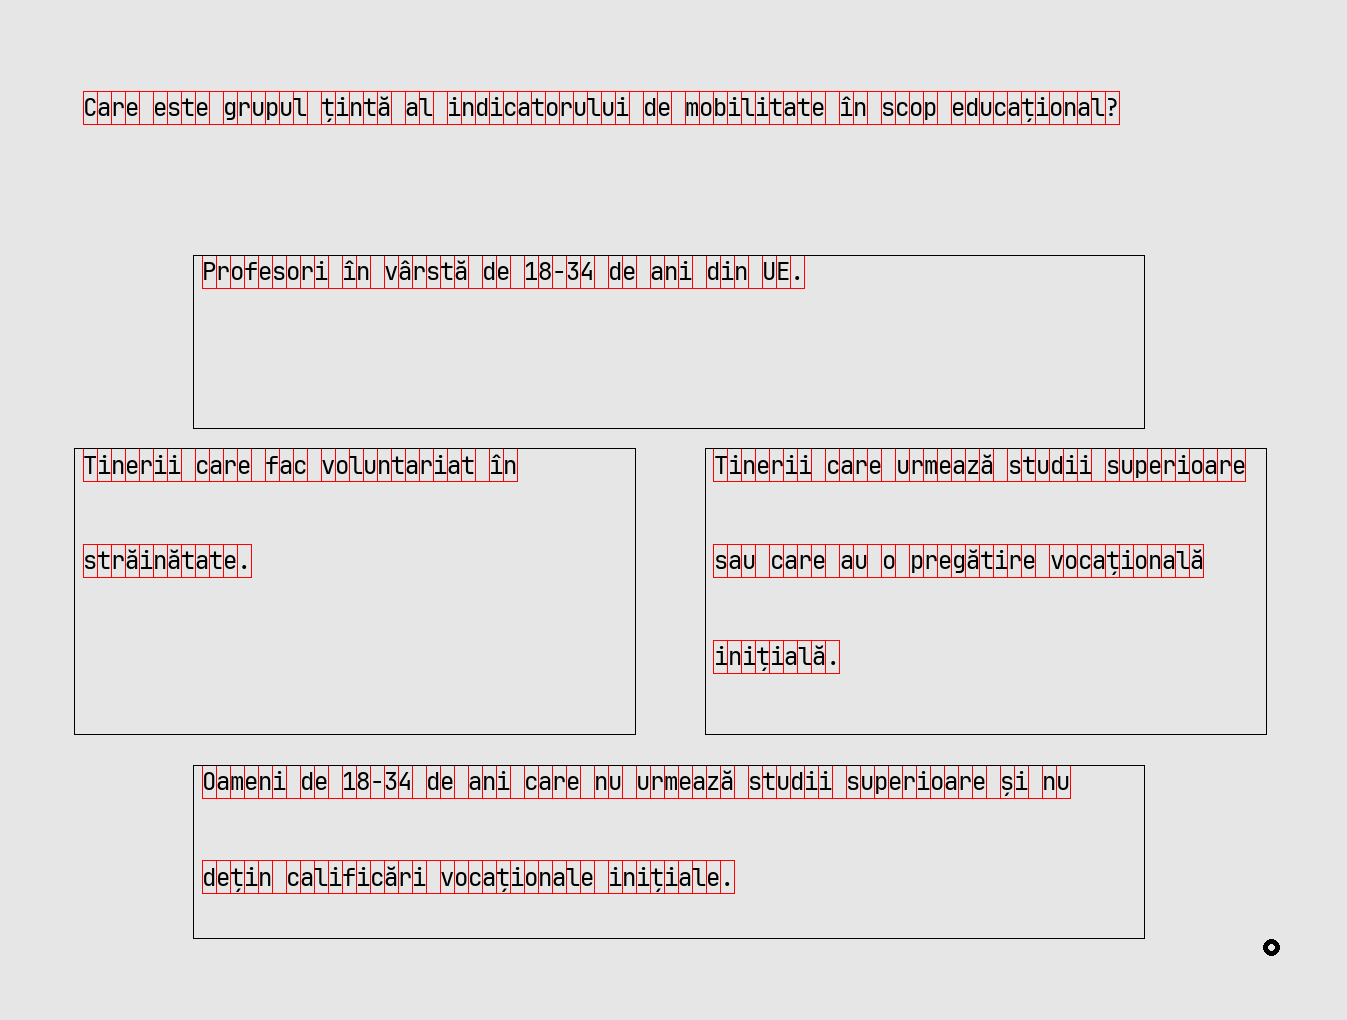 Care este grupul țintă al indicatorului de mobilitate în scop educațional?
Profesori în vârstă de 18-34 de ani din UE.
Tinerii care fac voluntariat în
străinătate.
Tinerii care urmează studii superioare
sau care au o pregătire vocațională
inițială.
Oameni de 18-34 de ani care nu urmează studii superioare și nu
dețin calificări vocaționale inițiale.